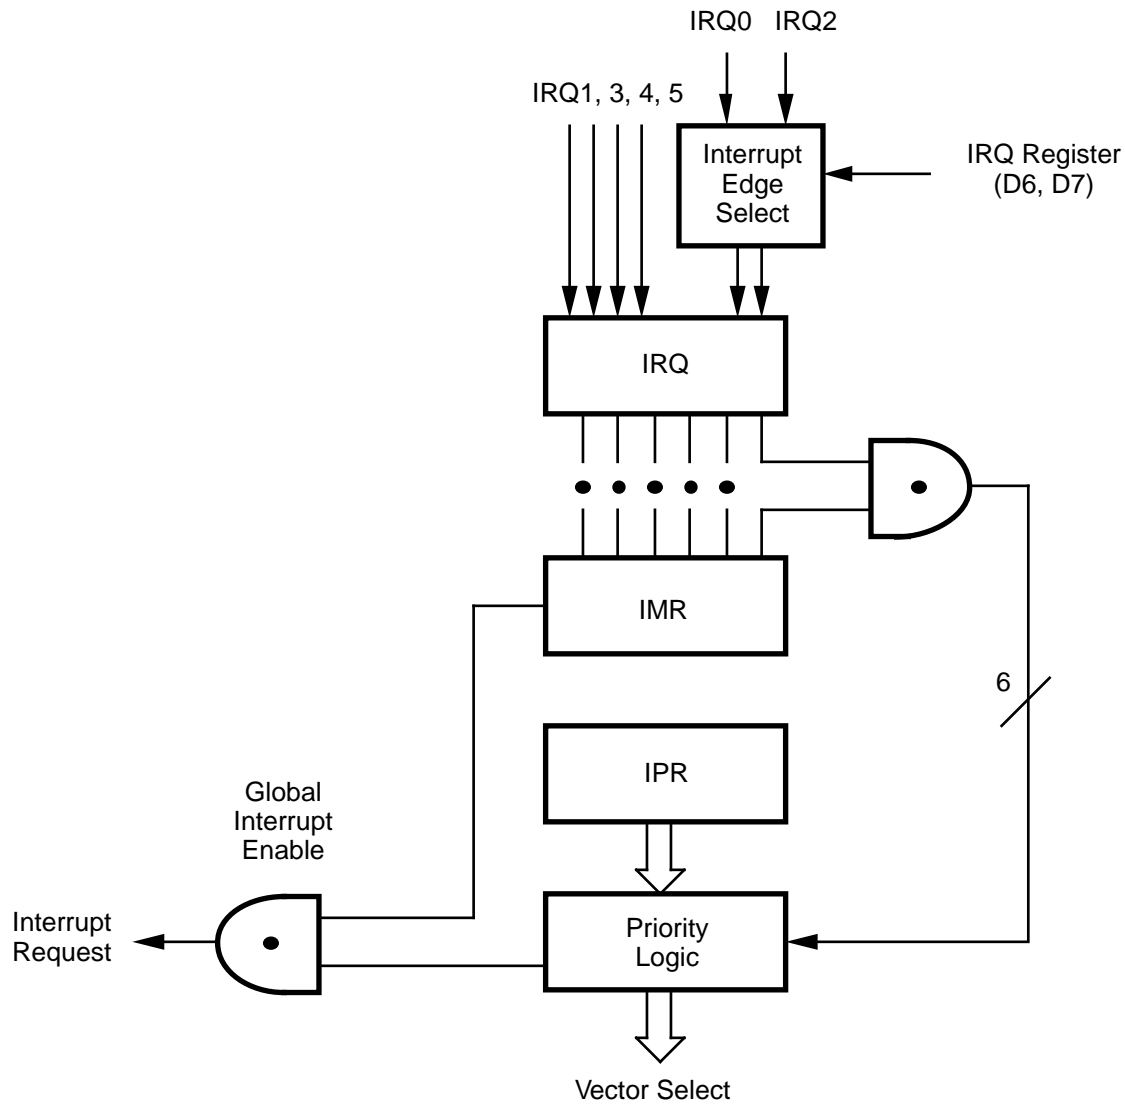 IRQ0 IRQ2
IRQ1, 3, 4, 5
Interrupt
Edge
Select
IRQ Register
(D6, D7)
IRQ
IMR
6
IPR
Global
Interrupt
Enable
Interrupt
Request
Priority
Logic
Vector Select